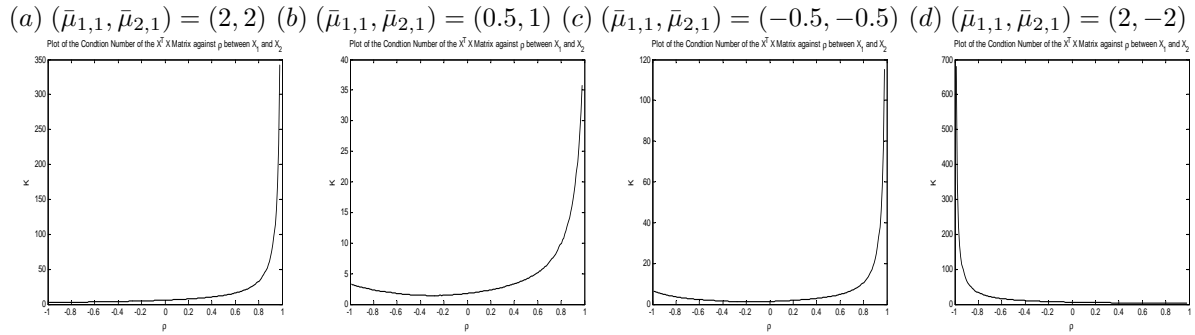 (a) (μ̄₁,₁, μ̄₂,₁) = (2, 2) (b) (μ̄₁,₁, μ̄₂,₁) = (0.5, 1) (c) (μ̄₁,₁, μ̄₂,₁) = (−0.5, −0.5) (d) (μ̄₁,₁, μ̄₂,₁) = (2, −2)
Plot of the Condtion Number of the Xᵀ X Matrix against ρ between X₁ and X₂
350
300
250
200
150
100
50
0
κ
-1 -0.8 -0.6 -0.4 -0.2 0 0.2 0.4 0.6 0.8 1
ρ
Plot of the Condtion Number of the Xᵀ X Matrix against ρ between X₁ and X₂
40
35
30
25
20
15
10
5
0
κ
-1 -0.8 -0.6 -0.4 -0.2 0 0.2 0.4 0.6 0.8 1
ρ
Plot of the Condtion Number of the Xᵀ X Matrix against ρ between X₁ and X₂
120
100
80
60
40
20
0
κ
-1 -0.8 -0.6 -0.4 -0.2 0 0.2 0.4 0.6 0.8 1
ρ
Plot of the Condtion Number of the Xᵀ X Matrix against ρ between X₁ and X₂
700
600
500
400
300
200
100
0
κ
-1 -0.8 -0.6 -0.4 -0.2 0 0.2 0.4 0.6 0.8 1
ρ